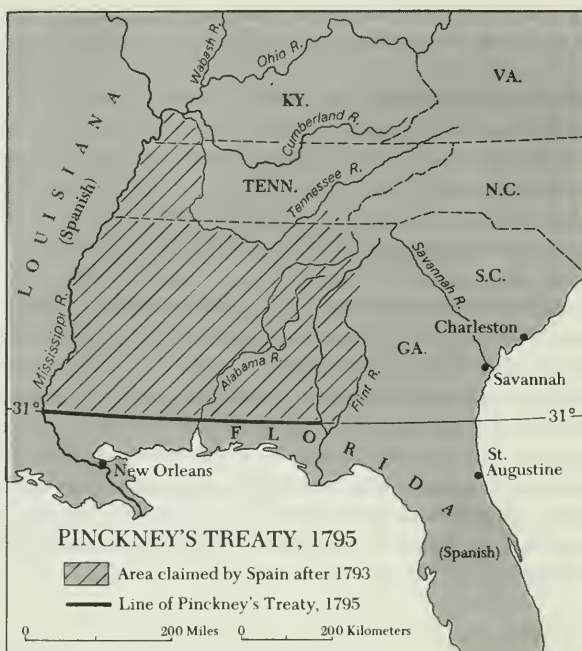 Wabash R.
Ohio R.
VA.
KY.
Cumberland R.
LOUISIANA
(Spanish)
TENN.
Tennessee R.
N.C.
Savannah R.
S.C.
Mississippi R.
Charleston
GA.
Alabama R.
Savannah
Flint R.
31°
31°
FLORIDA
St.
Augustine
New Orleans
(Spanish)
PINCKNEY'S TREATY, 1795
Area claimed by Spain after 1793
Line of Pinckney's Treaty, 1795
0 200 Miles 0 200 Kilometers